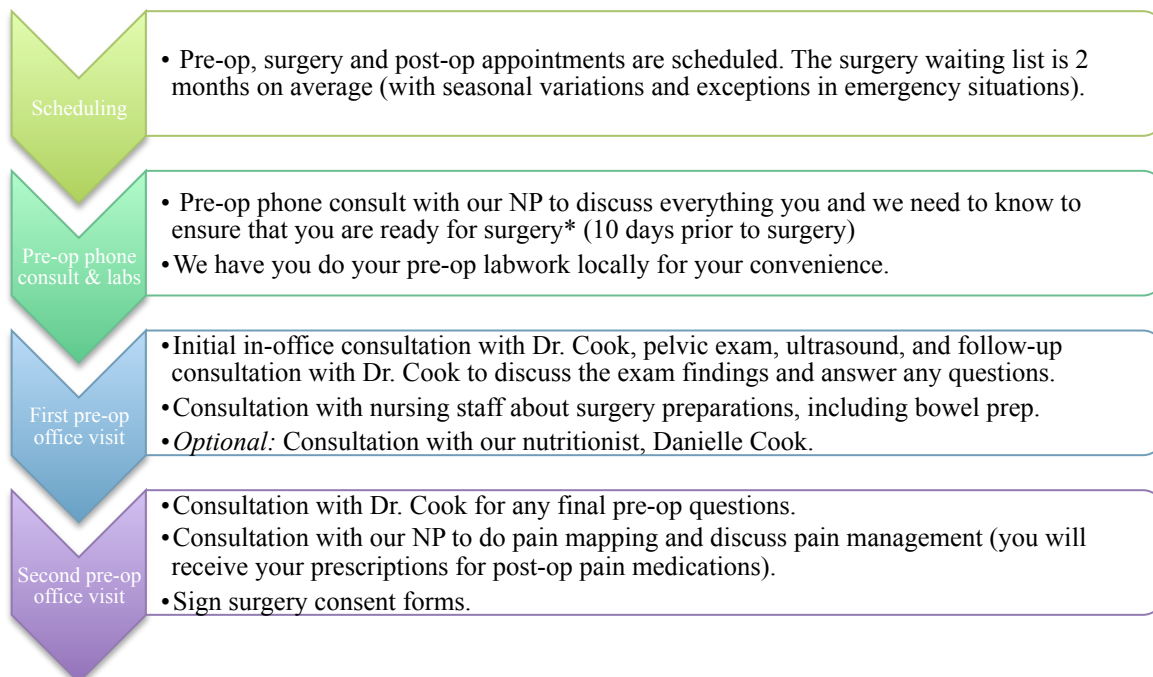 Scheduling
• Pre-op, surgery and post-op appointments are scheduled. The surgery waiting list is 2
months on average (with seasonal variations and exceptions in emergency situations).
Pre-op phone
consult & labs
• Pre-op phone consult with our NP to discuss everything you and we need to know to
ensure that you are ready for surgery* (10 days prior to surgery)
•We have you do your pre-op labwork locally for your convenience.
First pre-op
office visit
•Initial in-office consultation with Dr. Cook, pelvic exam, ultrasound, and follow-up
consultation with Dr. Cook to discuss the exam findings and answer any questions.
•Consultation with nursing staff about surgery preparations, including bowel prep.
•Optional: Consultation with our nutritionist, Danielle Cook.
Second pre-op
office visit
•Consultation with Dr. Cook for any final pre-op questions.
•Consultation with our NP to do pain mapping and discuss pain management (you will
receive your prescriptions for post-op pain medications).
•Sign surgery consent forms.